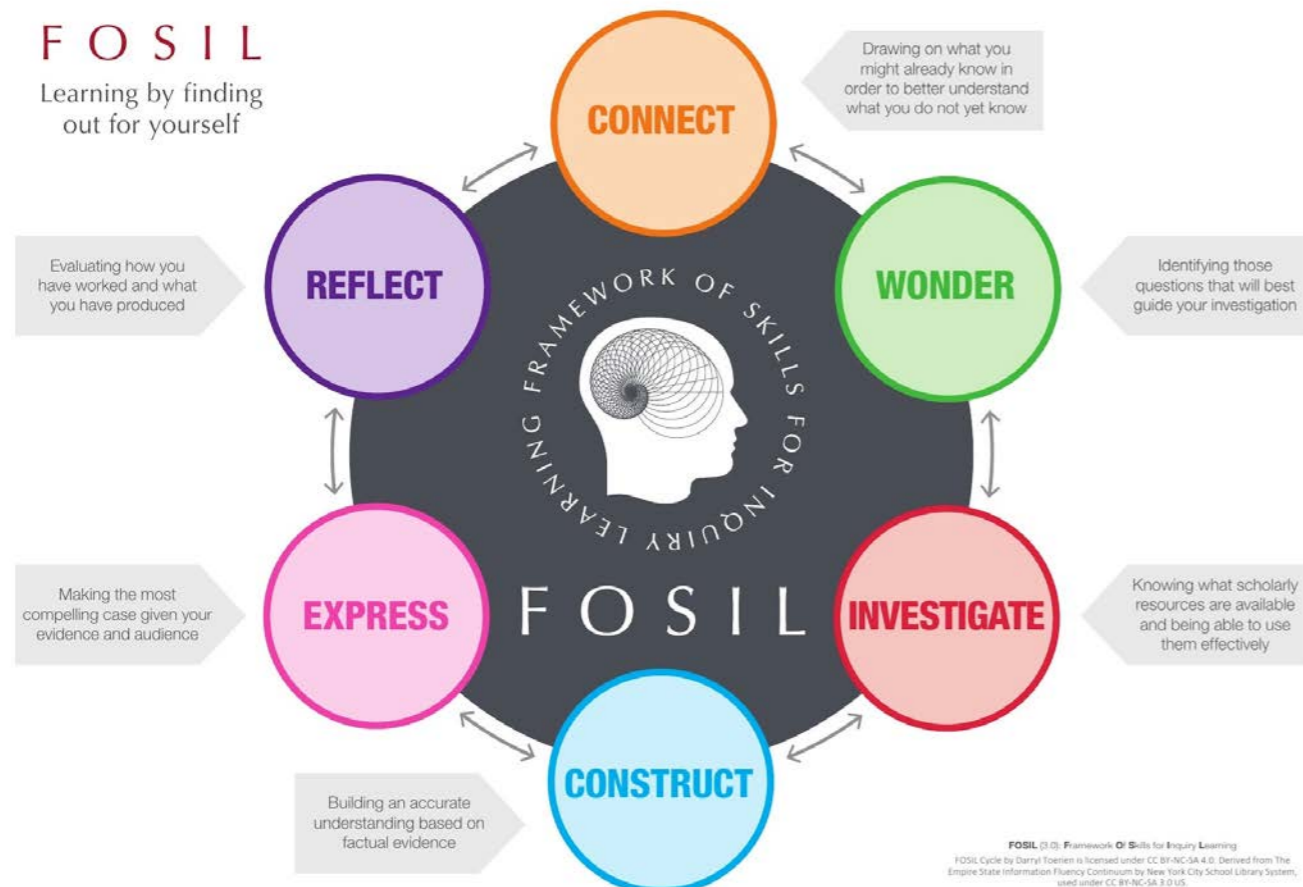 FOSIL
Learning by finding
out for yourself
CONNECT
Drawing on what you
might already know in
order to better understand
what you do not yet know
WONDER
Identifying those
questions that will best
guide your investigation
INVESTIGATE
Knowing what scholarly
resources are available
and being able to use
them effectively
CONSTRUCT
Building an accurate
understanding based on
factual evidence
EXPRESS
Making the most
compelling case given your
evidence and audience
REFLECT
Evaluating how you
have worked and what
you have produced
FRAMEWORK OF SKILLS FOR INQUIRY LEARNING
FOSIL
FOSIL (3.0): Framework Of Skills for Inquiry Learning
FOSIL Cycle by Darryl Toerien is licensed under CC BY-NC-SA 4.0. Derived from The
Empire State Information Fluency Continuum by New York City School Library System,
used under CC BY-NC-SA 3.0 US.